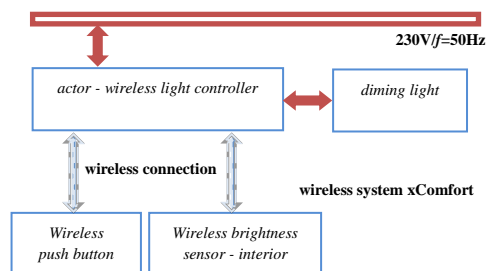 230V/f=50Hz
actor - wireless light controller
diming light
wireless connection
wireless system xComfort
Wireless
push button
Wireless brightness
sensor - interior